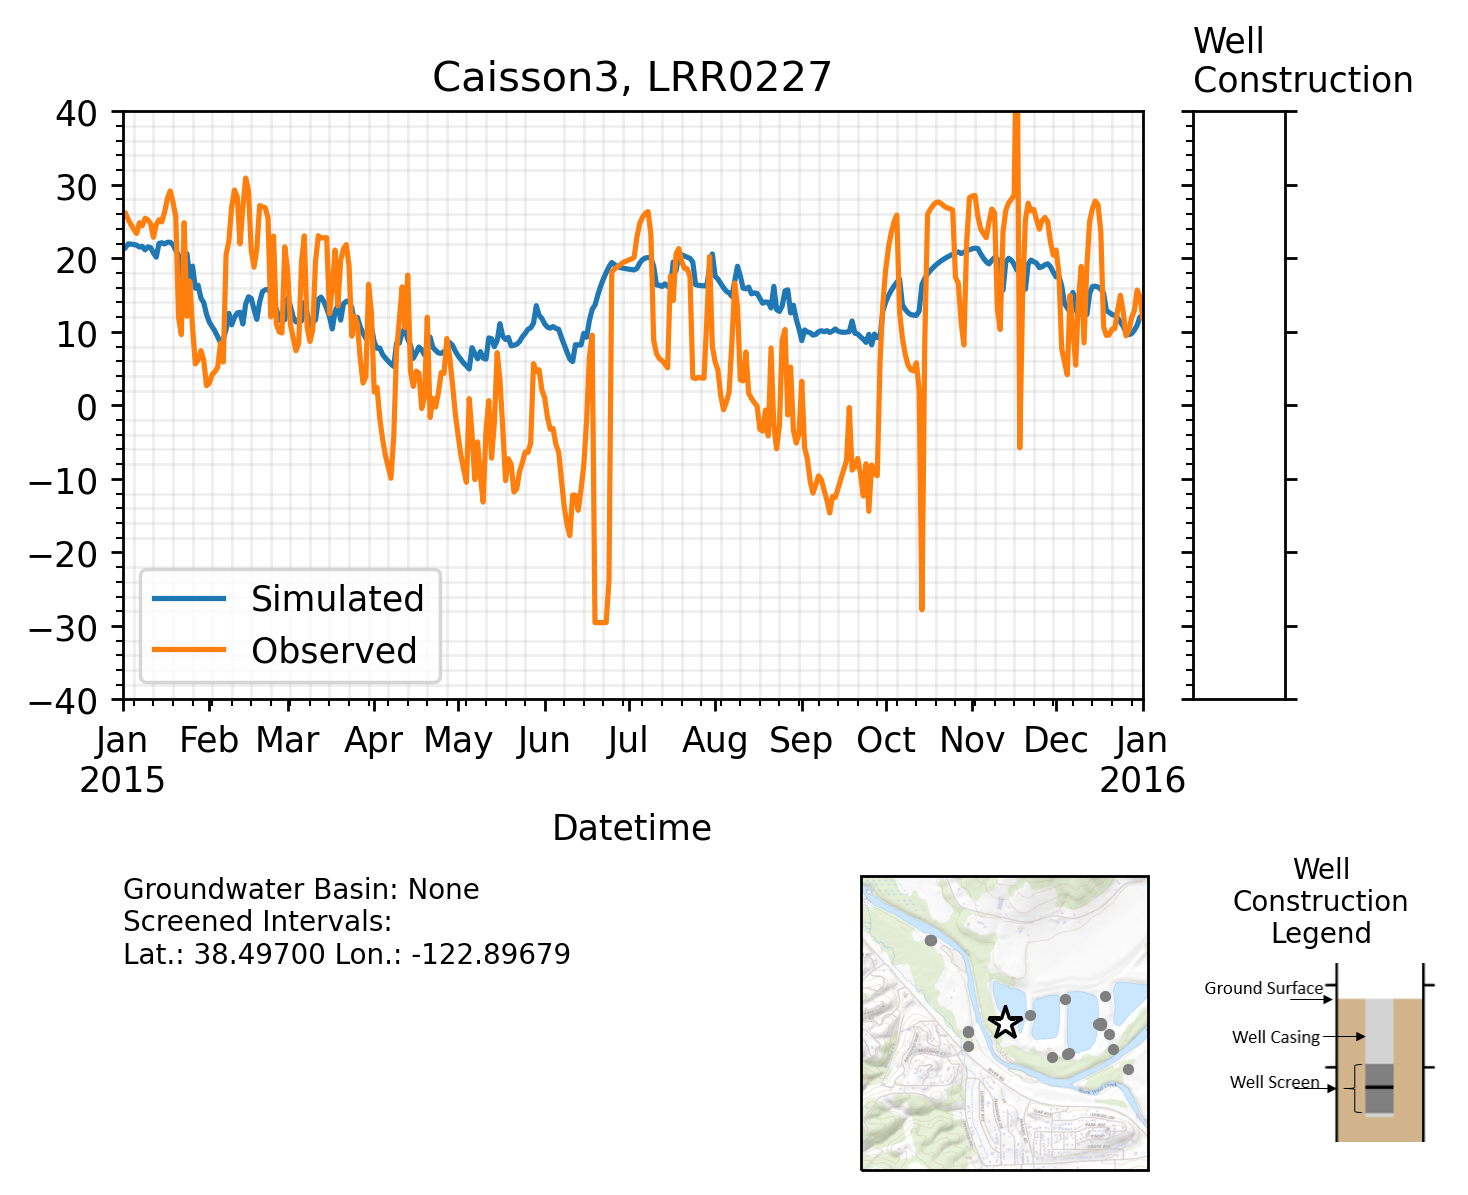 Well
Construction
Caisson3, LRR0227
40
30
20
10
0
−10
−20
−30
−40
Simulated
Observed
Jan
2015
Feb
Mar
Apr
May
Jun
Jul
Aug
Sep
Oct
Nov
Dec
Jan
2016
Datetime
Groundwater Basin: None
Screened Intervals:
Lat.: 38.49700 Lon.: -122.89679
Well
Construction
Legend
Ground Surface
Well Casing
Well Screen